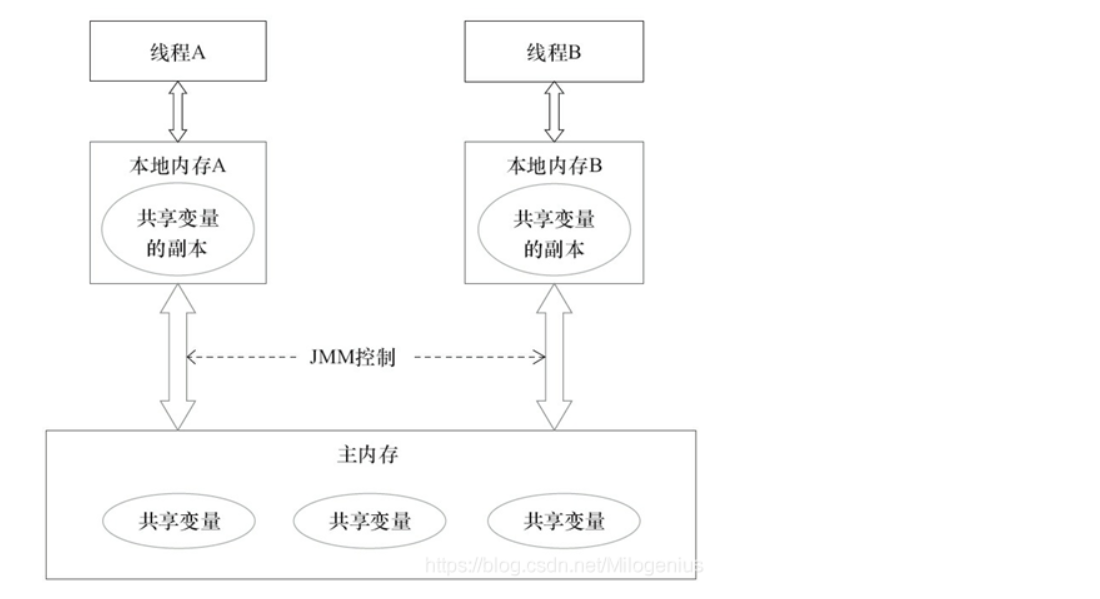 线程A
线程B
本地内存A
本地内存B
共享变量
的副本
共享变量
的副本
JMM控制
主内存
共享变量
共享变量
共享变量
https://blog.csdn.net/Milogenius